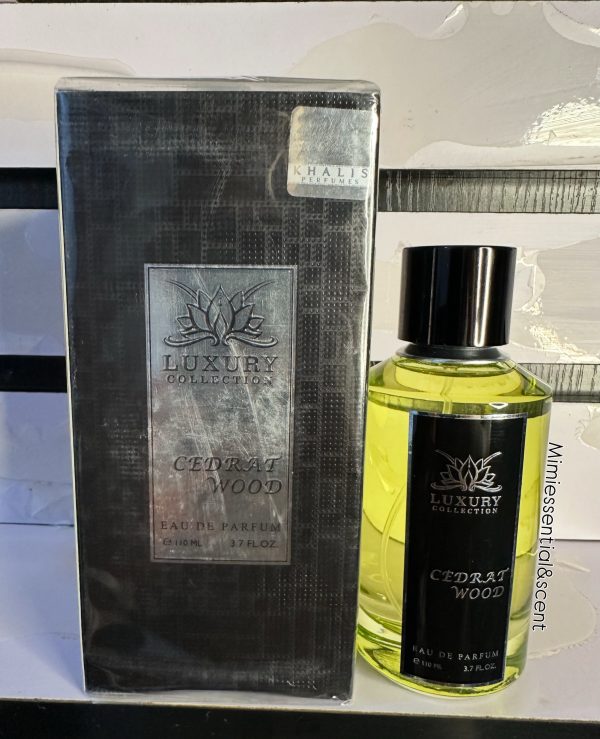 KHALIS
PERFUMES
LUXURY
COLLECTION
CEDRAT
WOOD
EAU DE PARFUM
℮ 110 ML 3.7 FL.OZ.
LUXURY
COLLECTION
CEDRAT
WOOD
EAU DE PARFUM
℮ 110 ML 3.7 FL.OZ.
Mimiessential&scent